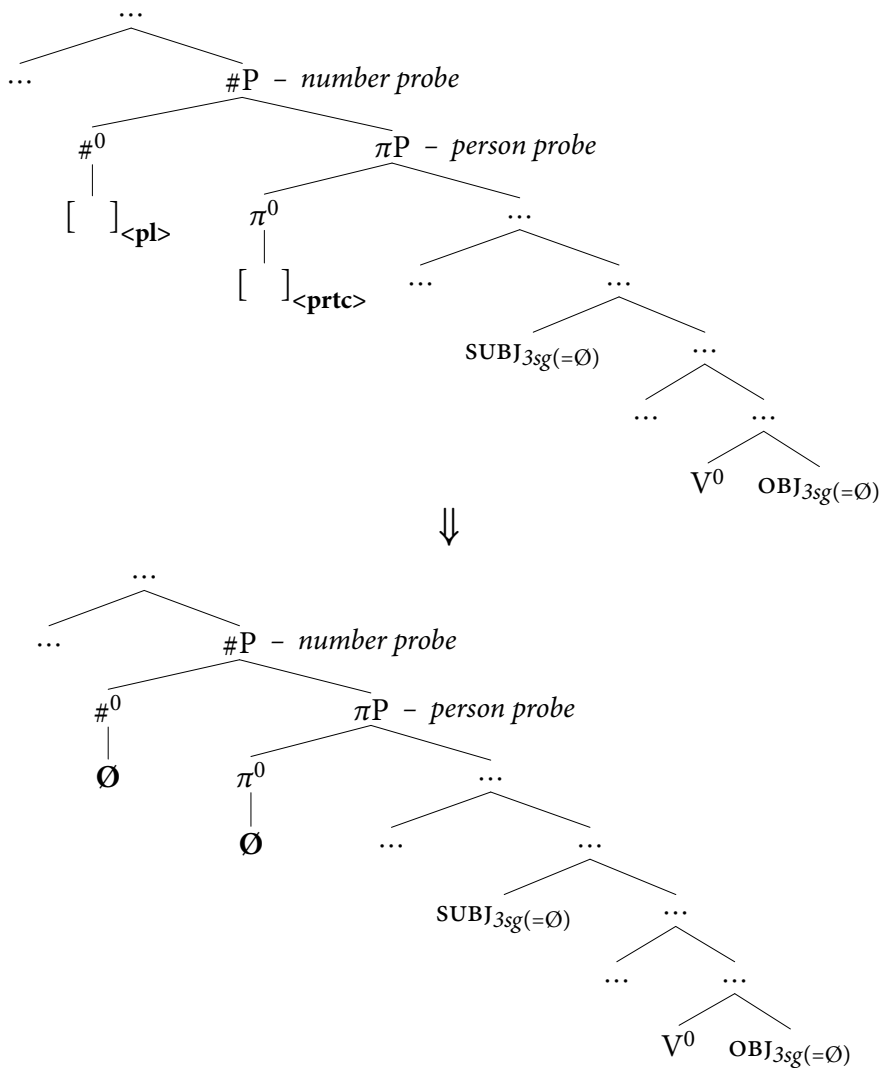 ...
... #P – number probe
#⁰ πP – person probe
[ ]<pl> π⁰ ...
[ ]<prtc> ... ...
SUBJ3sg(=Ø) ...
... ...
V⁰ OBJ3sg(=Ø)
⇓
...
... #P – number probe
#⁰ πP – person probe
Ø π⁰ ...
Ø ... ...
SUBJ3sg(=Ø) ...
... ...
V⁰ OBJ3sg(=Ø)